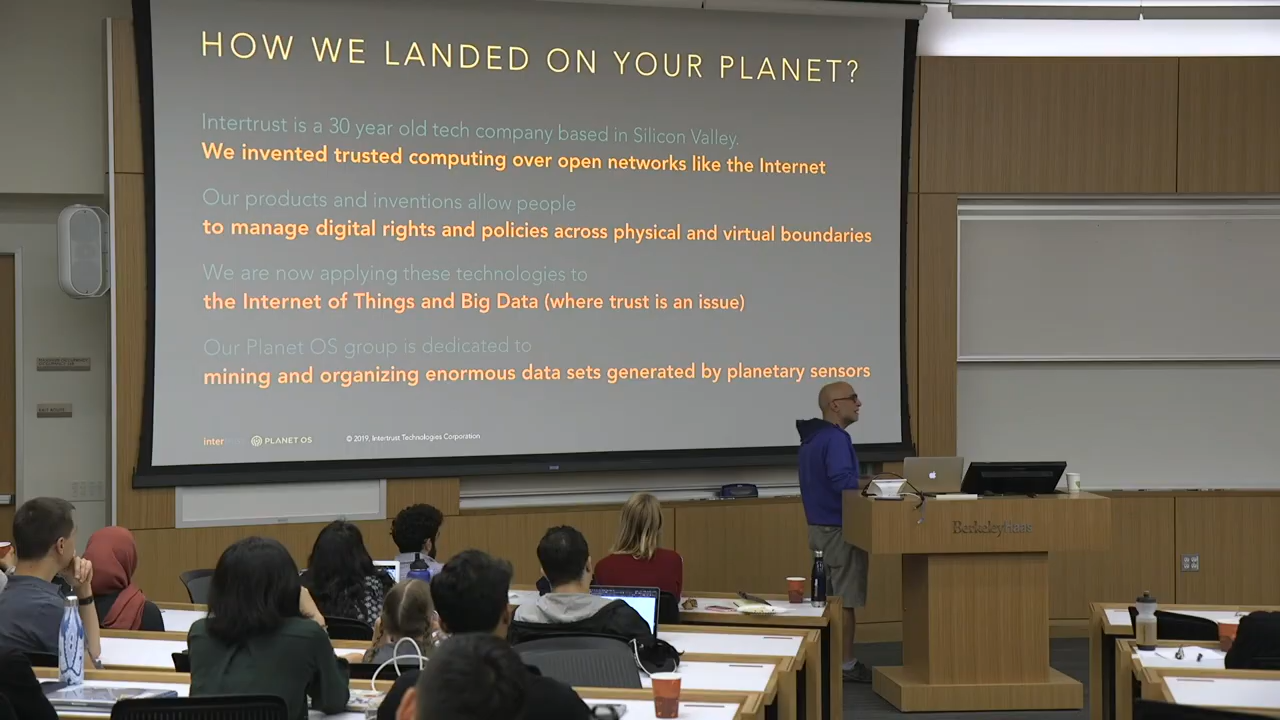 HOW WE LANDED ON YOUR PLANET?
Intertrust is a 30 year old tech company based in Silicon Valley.
We invented trusted computing over open networks like the Internet
Our products and inventions allow people
to manage digital rights and policies across physical and virtual boundaries
We are now applying these technologies to
the Internet of Things and Big Data (where trust is an issue)
Our Planet OS group is dedicated to
mining and organizing enormous data sets generated by planetary sensors
inter PLANET OS © 2019, Intertrust Technologies Corporation
BerkeleyHaas